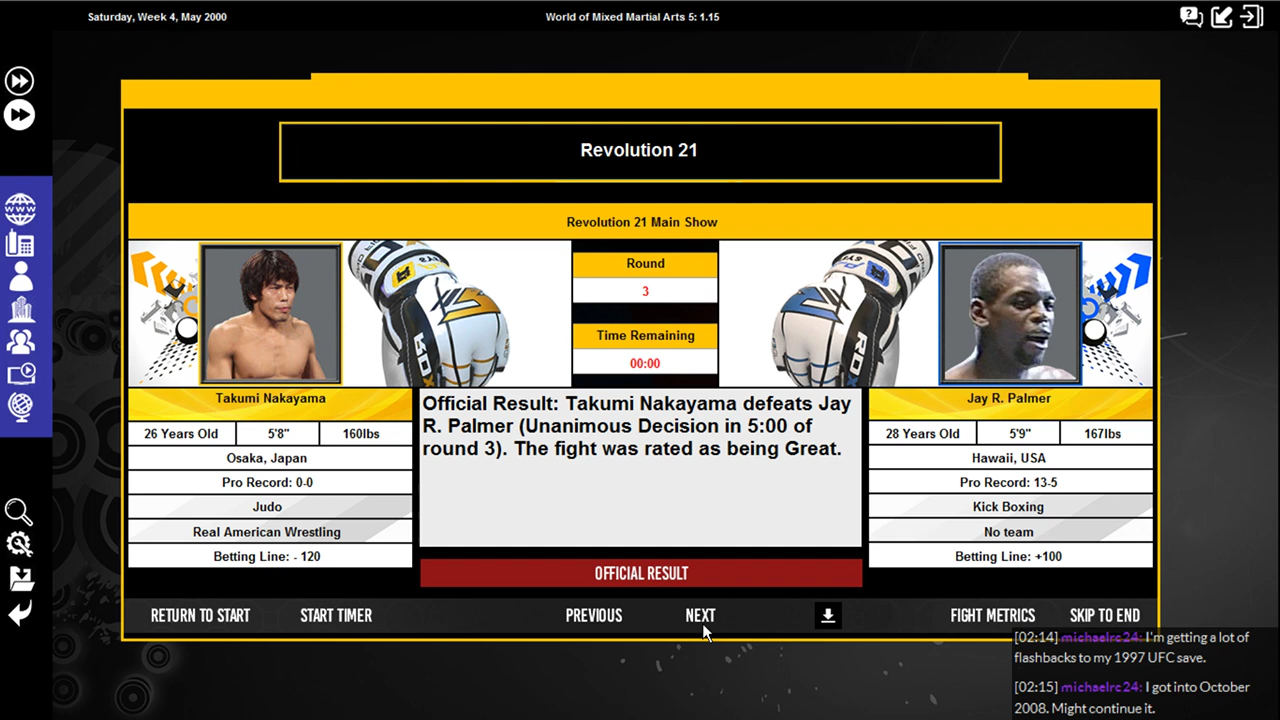 Saturday, Week 4, May 2000
World of Mixed Martial Arts 5: 1.15
Revolution 21
Revolution 21 Main Show
Round
3
Time Remaining
00:00
Takumi Nakayama
26 Years Old
5'8"
160lbs
Osaka, Japan
Pro Record: 0-0
Judo
Real American Wrestling
Betting Line: - 120
Official Result: Takumi Nakayama defeats Jay
R. Palmer (Unanimous Decision in 5:00 of
round 3). The fight was rated as being Great.
OFFICIAL RESULT
Jay R. Palmer
28 Years Old
5'9"
167lbs
Hawaii, USA
Pro Record: 13-5
Kick Boxing
No team
Betting Line: +100
RETURN TO START
START TIMER
PREVIOUS
NEXT
FIGHT METRICS
SKIP TO END
[02:14] michaelrc24: I'm getting a lot of
flashbacks to my 1997 UFC save.
[02:15] michaelrc24: I got into October
2008. Might continue it.